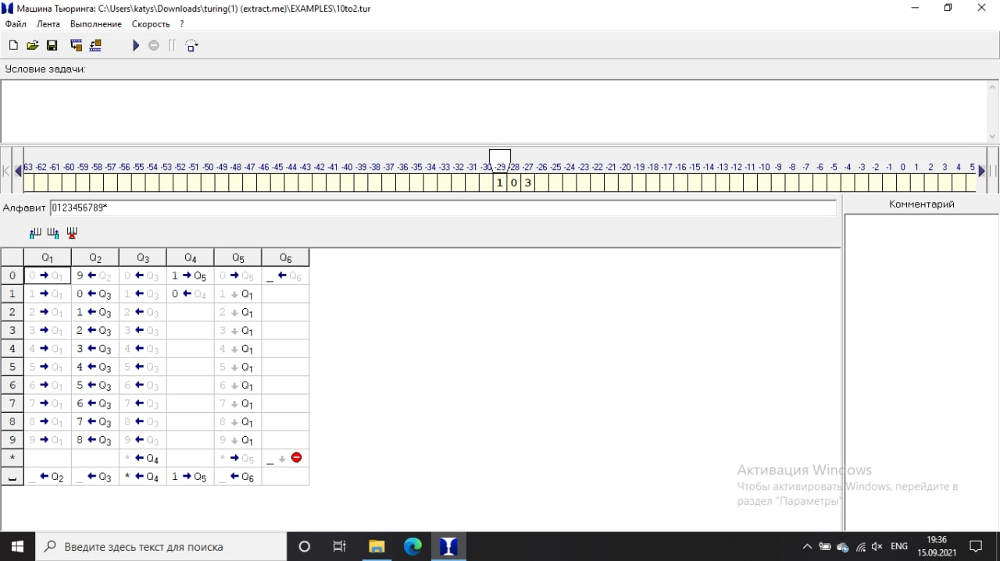 Машина Тьюринга: C:\Users\katys\Downloads\turing(1) (extract.me)\EXAMPLES\10to2.tur
Файл Лента Выполнение Скорость ?
Условие задачи:
63 -62 -61 -60 -59 -58 -57 -56 -55 -54 -53 -52 -51 -50 -49 -48 -47 -46 -45 -44 -43 -42 -41 -40 -39 -38 -37 -36 -35 -34 -33 -32 -31 -30 -29 -28 -27 -26 -25 -24 -23 -22 -21 -20 -19 -18 -17 -16 -15 -14 -13 -12 -11 -10 -9 -8 -7 -6 -5 -4 -3 -2 -1 0 1 2 3 4 5
1 0 3
Алфавит 0123456789*
Комментарий
Q1 Q2 Q3 Q4 Q5 Q6
0 0 → Q1 9 ← Q2 0 ← Q3 1 → Q5 0 → Q5 _ ← Q6
1 1 → Q1 0 ← Q3 1 ← Q3 0 ← Q4 1 ↓ Q1
2 2 → Q1 1 ← Q3 2 ← Q3 2 ↓ Q1
3 3 → Q1 2 ← Q3 3 ← Q3 3 ↓ Q1
4 4 → Q1 3 ← Q3 4 ← Q3 4 ↓ Q1
5 5 → Q1 4 ← Q3 5 ← Q3 5 ↓ Q1
6 6 → Q1 5 ← Q3 6 ← Q3 6 ↓ Q1
7 7 → Q1 6 ← Q3 7 ← Q3 7 ↓ Q1
8 8 → Q1 7 ← Q3 8 ← Q3 8 ↓ Q1
9 9 → Q1 8 ← Q3 9 ← Q3 9 ↓ Q1
* * ← Q4 * → Q5 _ ↓
_ ← Q2 _ ← Q3 * ← Q4 1 → Q5 _ ← Q6
Активация Windows
Чтобы активировать Windows, перейдите в
раздел "Параметры"
Введите здесь текст для поиска
ENG
19:36
15.09.2021